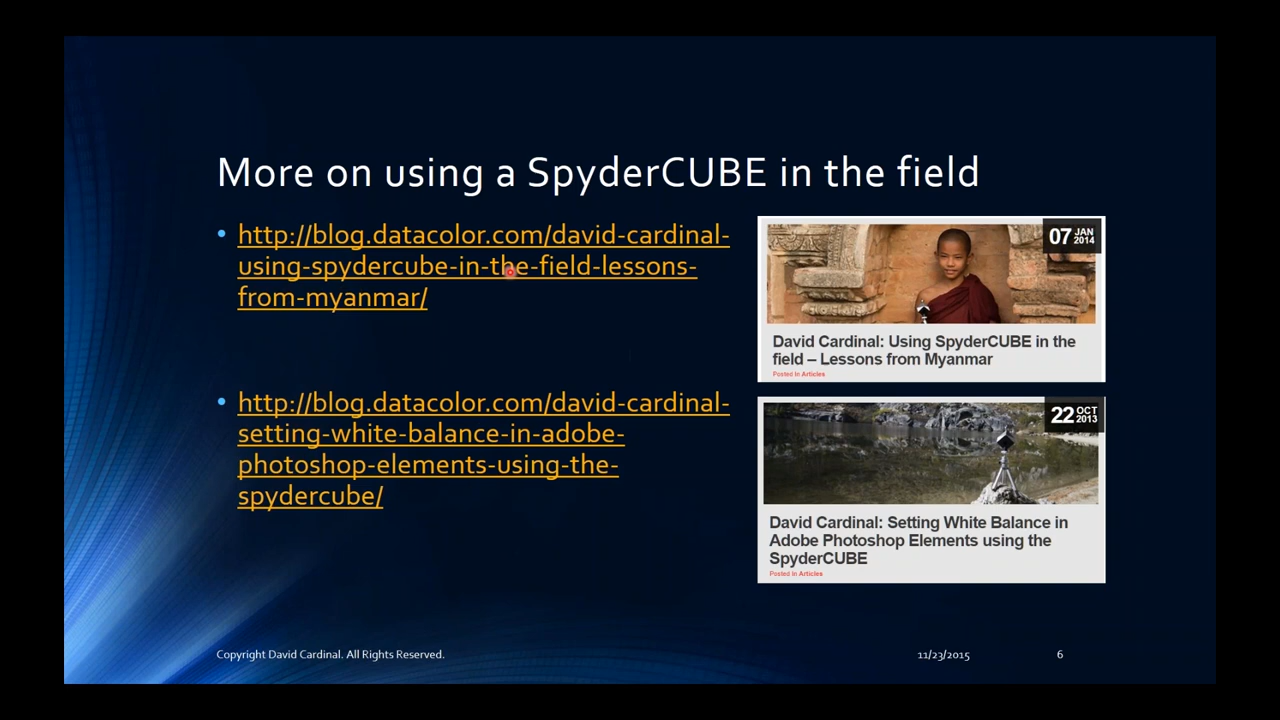 More on using a SpyderCUBE in the field
• http://blog.datacolor.com/david-cardinal-
using-spydercube-in-the-field-lessons-
from-myanmar/
• http://blog.datacolor.com/david-cardinal-
setting-white-balance-in-adobe-
photoshop-elements-using-the-
spydercube/
07 JAN
2014
David Cardinal: Using SpyderCUBE in the
field – Lessons from Myanmar
Posted in Articles
22 OCT
2013
David Cardinal: Setting White Balance in
Adobe Photoshop Elements using the
SpyderCUBE
Posted in Articles
Copyright David Cardinal. All Rights Reserved.
11/23/2015
6